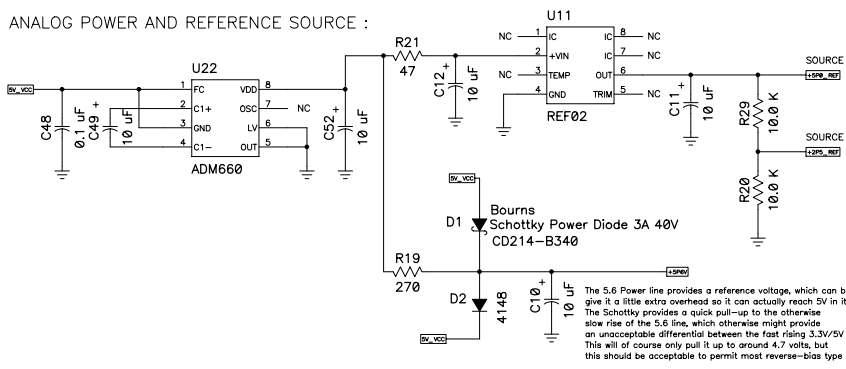 ANALOG POWER AND REFERENCE SOURCE :
U11
NC 1 IC IC 8 NC
R21
47
2 +VIN IC 7 NC
NC 3 TEMP OUT 6
4 GND TRIM 5 NC
REF02
C12 + 10 uF
C11 + 10 uF
SOURCE
+5P0_REF
R29 10.0 K
SOURCE
+2P5_REF
R20 10.0 K
U22
5V_VCC
1 FC VDD 8
2 C1+ OSC 7 NC
3 GND LV 6
4 C1- OUT 5
ADM660
C48 0.1 uF
C49 + 10 uF
C52 + 10 uF
5V_VCC
D1
Bourns
Schottky Power Diode 3A 40V
CD214-B340
R19
270
+5P6V
D2
4148
C10 + 10 uF
5V_VCC
The 5.6 Power line provides a reference voltage, which can b
give it a little extra overhead so it can actually reach 5V in it
The Schottky provides a quick pull-up to the otherwise
slow rise of the 5.6 line, which otherwise might provide
an unacceptable differential between the fast rising 3.3V/5V
This will of course only pull it up to around 4.7 volts, but
this should be acceptable to permit most reverse-bias type